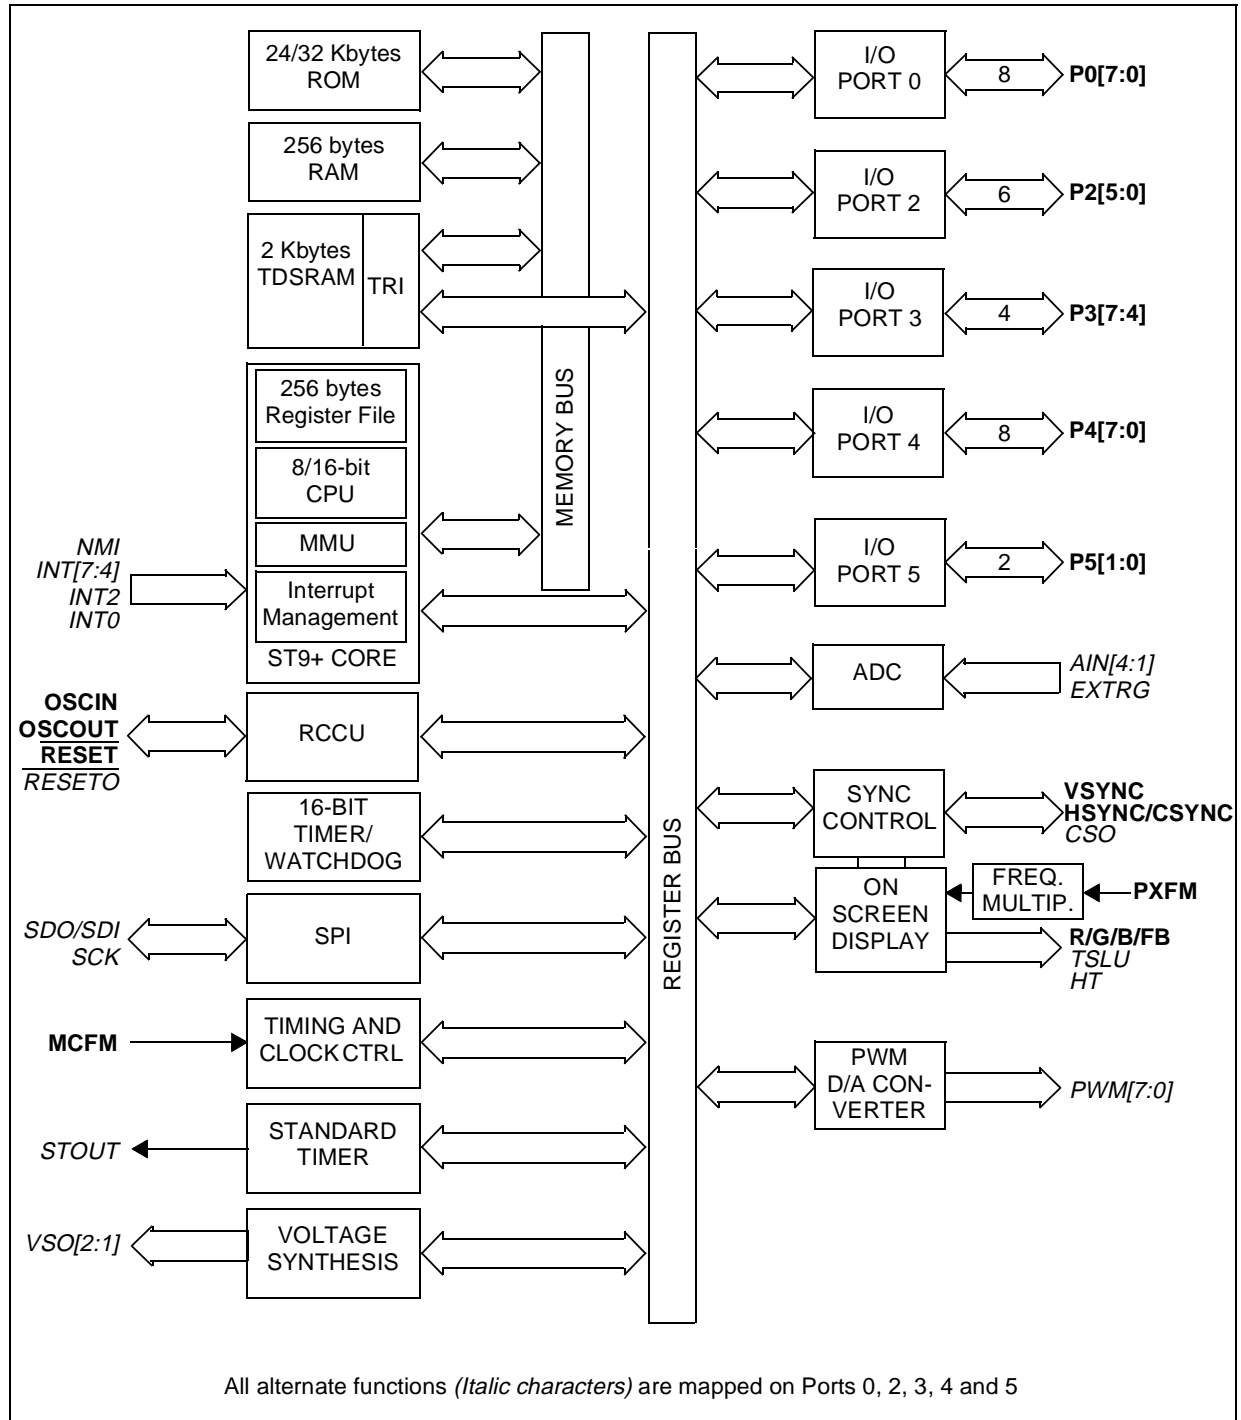 24/32 Kbytes
ROM
256 bytes
RAM
2 Kbytes
TDSRAM
TRI
256 bytes
Register File
8/16-bit
CPU
MMU
Interrupt
Management
ST9+ CORE
NMI
INT[7:4]
INT2
INT0
OSCIN
OSCOUT
RESET
RESETO
RCCU
16-BIT
TIMER/
WATCHDOG
SDO/SDI
SCK
SPI
MCFM
TIMING AND
CLOCK CTRL
STOUT
STANDARD
TIMER
VSO[2:1]
VOLTAGE
SYNTHESIS
MEMORY BUS
REGISTER BUS
I/O
PORT 0
8
P0[7:0]
I/O
PORT 2
6
P2[5:0]
I/O
PORT 3
4
P3[7:4]
I/O
PORT 4
8
P4[7:0]
I/O
PORT 5
2
P5[1:0]
ADC
AIN[4:1]
EXTRG
SYNC
CONTROL
VSYNC
HSYNC/CSYNC
CSO
ON
SCREEN
DISPLAY
FREQ.
MULTIP.
PXFM
R/G/B/FB
TSLU
HT
PWM
D/A CON-
VERTER
PWM[7:0]
All alternate functions (Italic characters) are mapped on Ports 0, 2, 3, 4 and 5